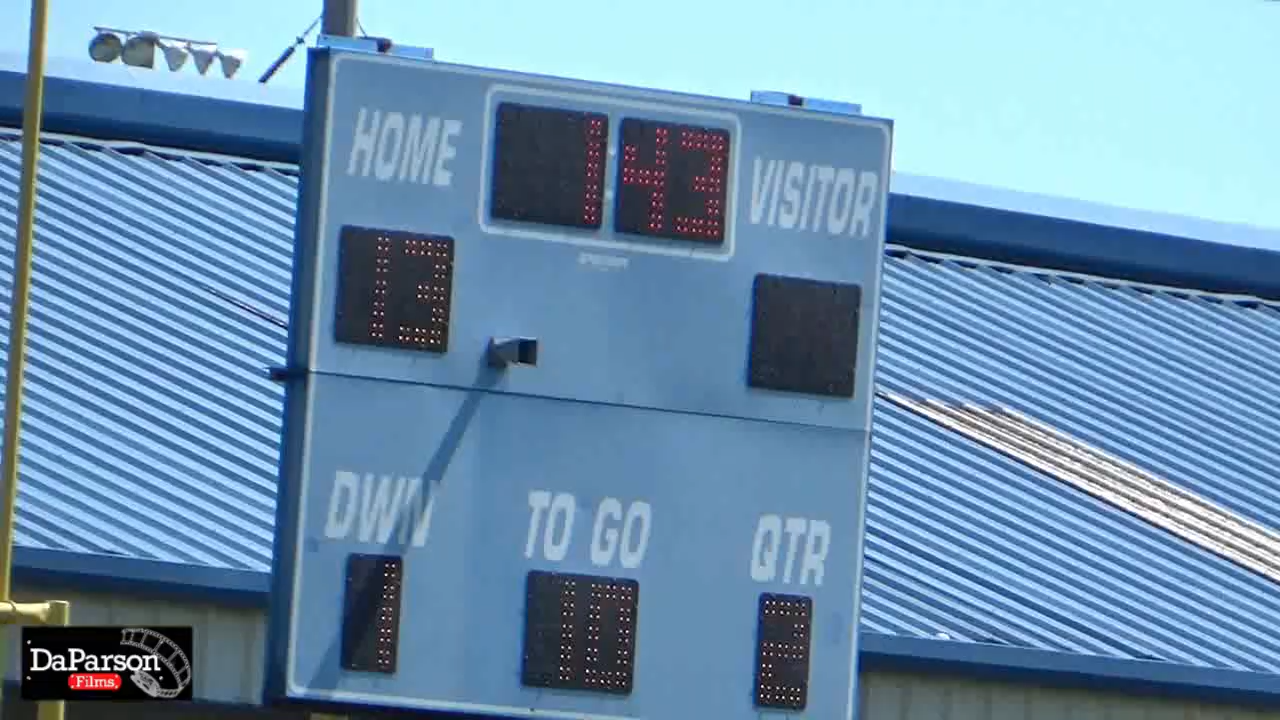 HOME
1:43
VISITOR
13
DWN
TO GO
QTR
1
10
2
DaParson
Films